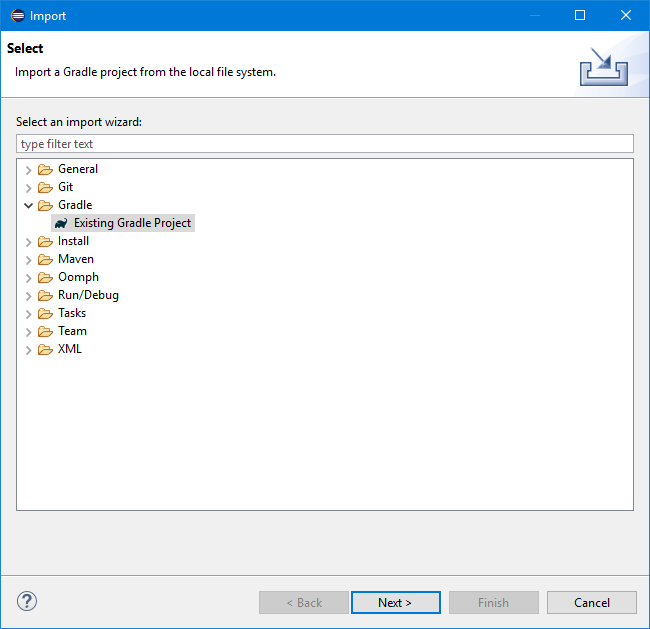 Import
Select
Import a Gradle project from the local file system.
Select an import wizard:
type filter text
General
Git
Gradle
Existing Gradle Project
Install
Maven
Oomph
Run/Debug
Tasks
Team
XML
?
< Back
Next >
Finish
Cancel